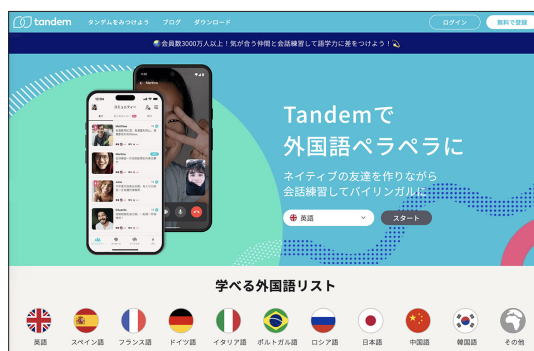 tandem
タンデムをみつけよう ブログ ダウンロード
ログイン 無料で登録
会員数3000万人以上！気が合う仲間と会話練習して語学力に差をつけよう！
コミュニティー
Tandemで
外国語ペラペラに
ネイティブの友達を作りながら
会話練習してバイリンガルに
英語 スタート
学べる外国語リスト
英語 スペイン語 フランス語 ドイツ語 イタリア語 ポルトガル語 ロシア語 日本語 中国語 韓国語 その他